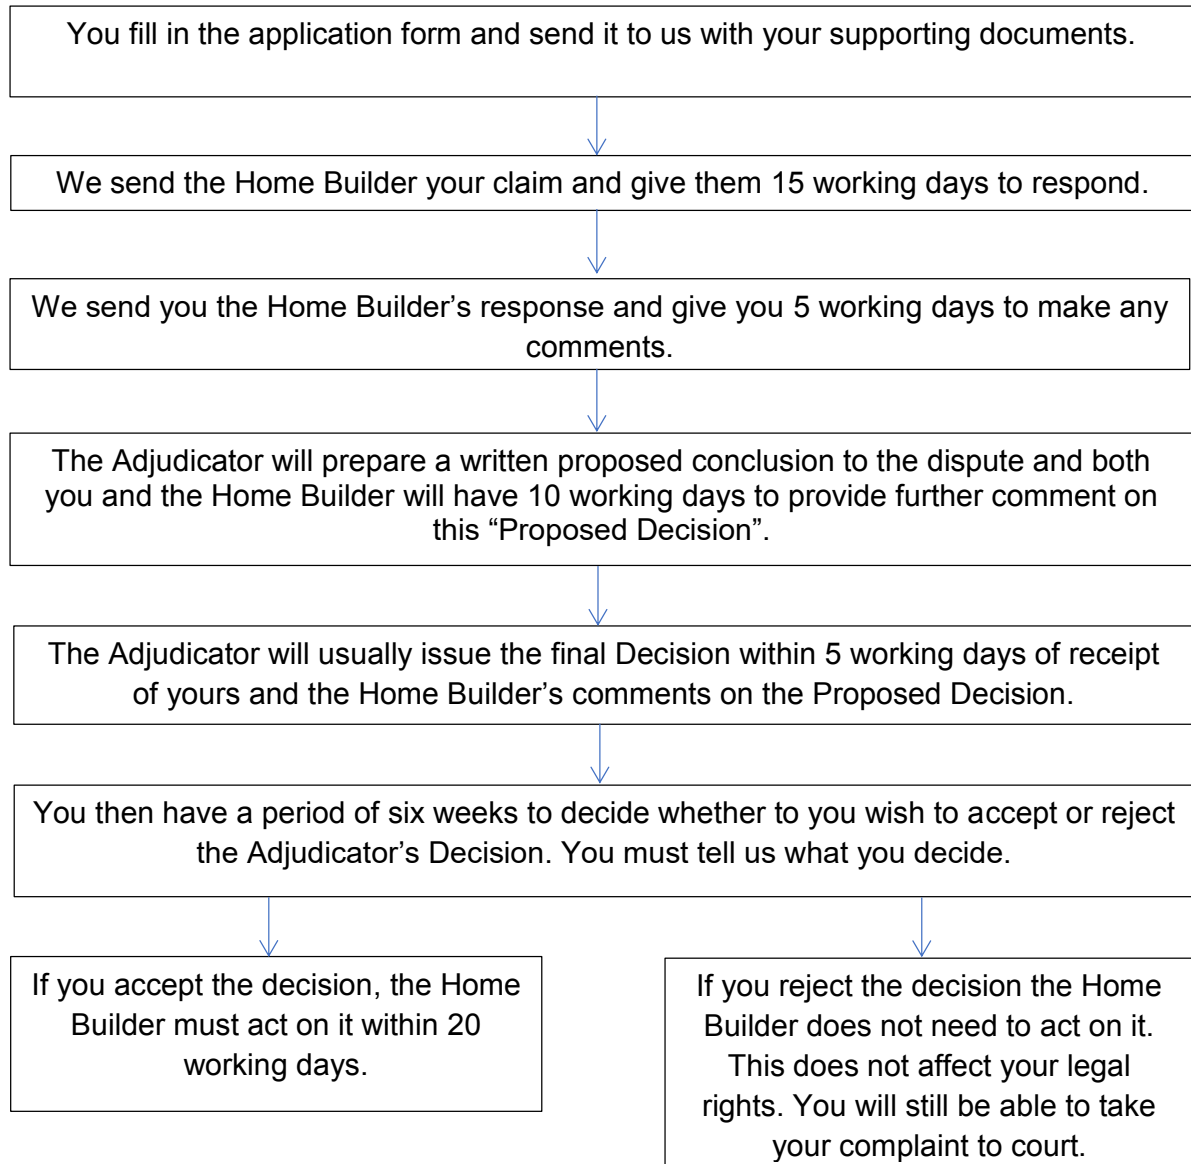 You fill in the application form and send it to us with your supporting documents.
We send the Home Builder your claim and give them 15 working days to respond.
We send you the Home Builder’s response and give you 5 working days to make any
comments.
The Adjudicator will prepare a written proposed conclusion to the dispute and both
you and the Home Builder will have 10 working days to provide further comment on
this “Proposed Decision”.
The Adjudicator will usually issue the final Decision within 5 working days of receipt
of yours and the Home Builder’s comments on the Proposed Decision.
You then have a period of six weeks to decide whether to you wish to accept or reject
the Adjudicator’s Decision. You must tell us what you decide.
If you accept the decision, the Home
Builder must act on it within 20
working days.
If you reject the decision the Home
Builder does not need to act on it.
This does not affect your legal
rights. You will still be able to take
your complaint to court.